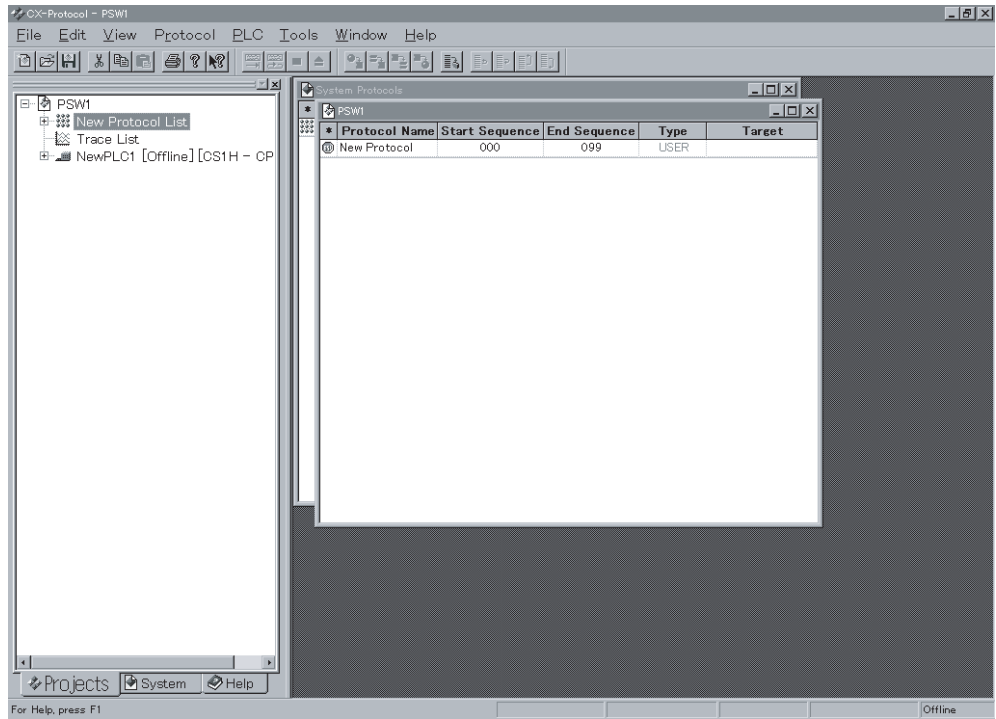 CX-Protocol - PSW1
File Edit View Protocol PLC Tools Window Help
PSW1
New Protocol List
Trace List
NewPLC1 [Offline] [CS1H - CP
System Protocols
PSW1
* Protocol Name Start Sequence End Sequence Type Target
New Protocol 000 099 USER
Projects System Help
For Help, press F1
Offline